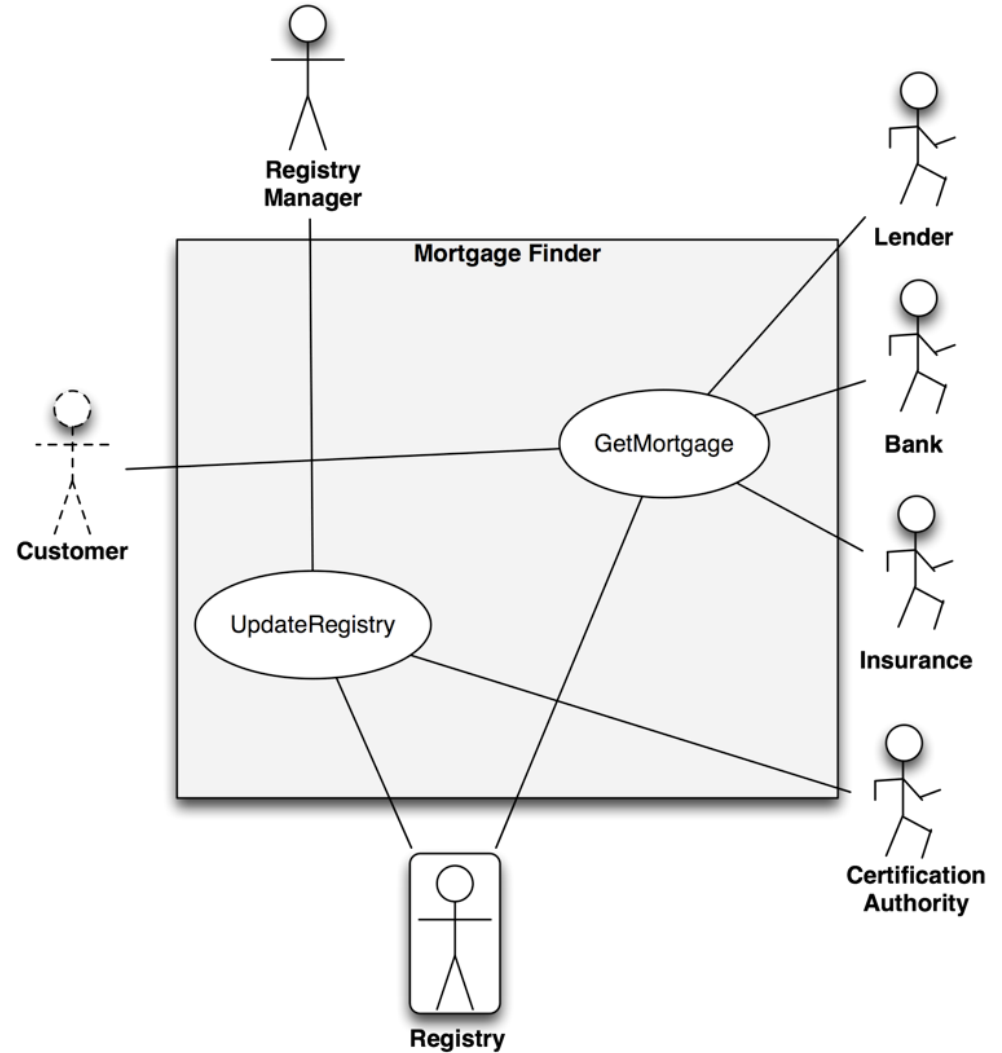 Registry
Manager
Lender
Mortgage Finder
Bank
GetMortgage
Customer
UpdateRegistry
Insurance
Certification
Authority
Registry